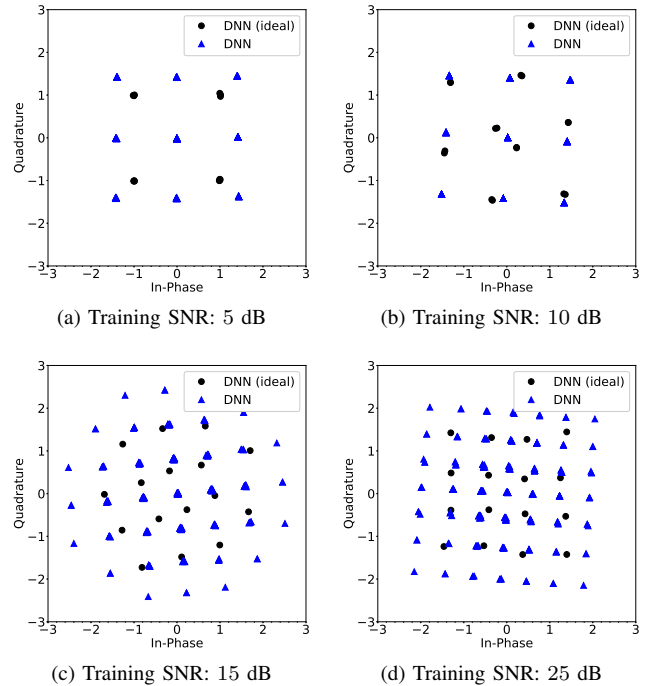 3
2
1
0
−1
−2
−3
Quadrature
DNN (ideal)
DNN
−3 −2 −1 0 1 2 3
In-Phase
(a) Training SNR: 5 dB
3
2
1
0
−1
−2
−3
Quadrature
DNN (ideal)
DNN
−3 −2 −1 0 1 2 3
In-Phase
(b) Training SNR: 10 dB
3
2
1
0
−1
−2
−3
Quadrature
DNN (ideal)
DNN
−3 −2 −1 0 1 2 3
In-Phase
(c) Training SNR: 15 dB
3
2
1
0
−1
−2
−3
Quadrature
DNN (ideal)
DNN
−3 −2 −1 0 1 2 3
In-Phase
(d) Training SNR: 25 dB